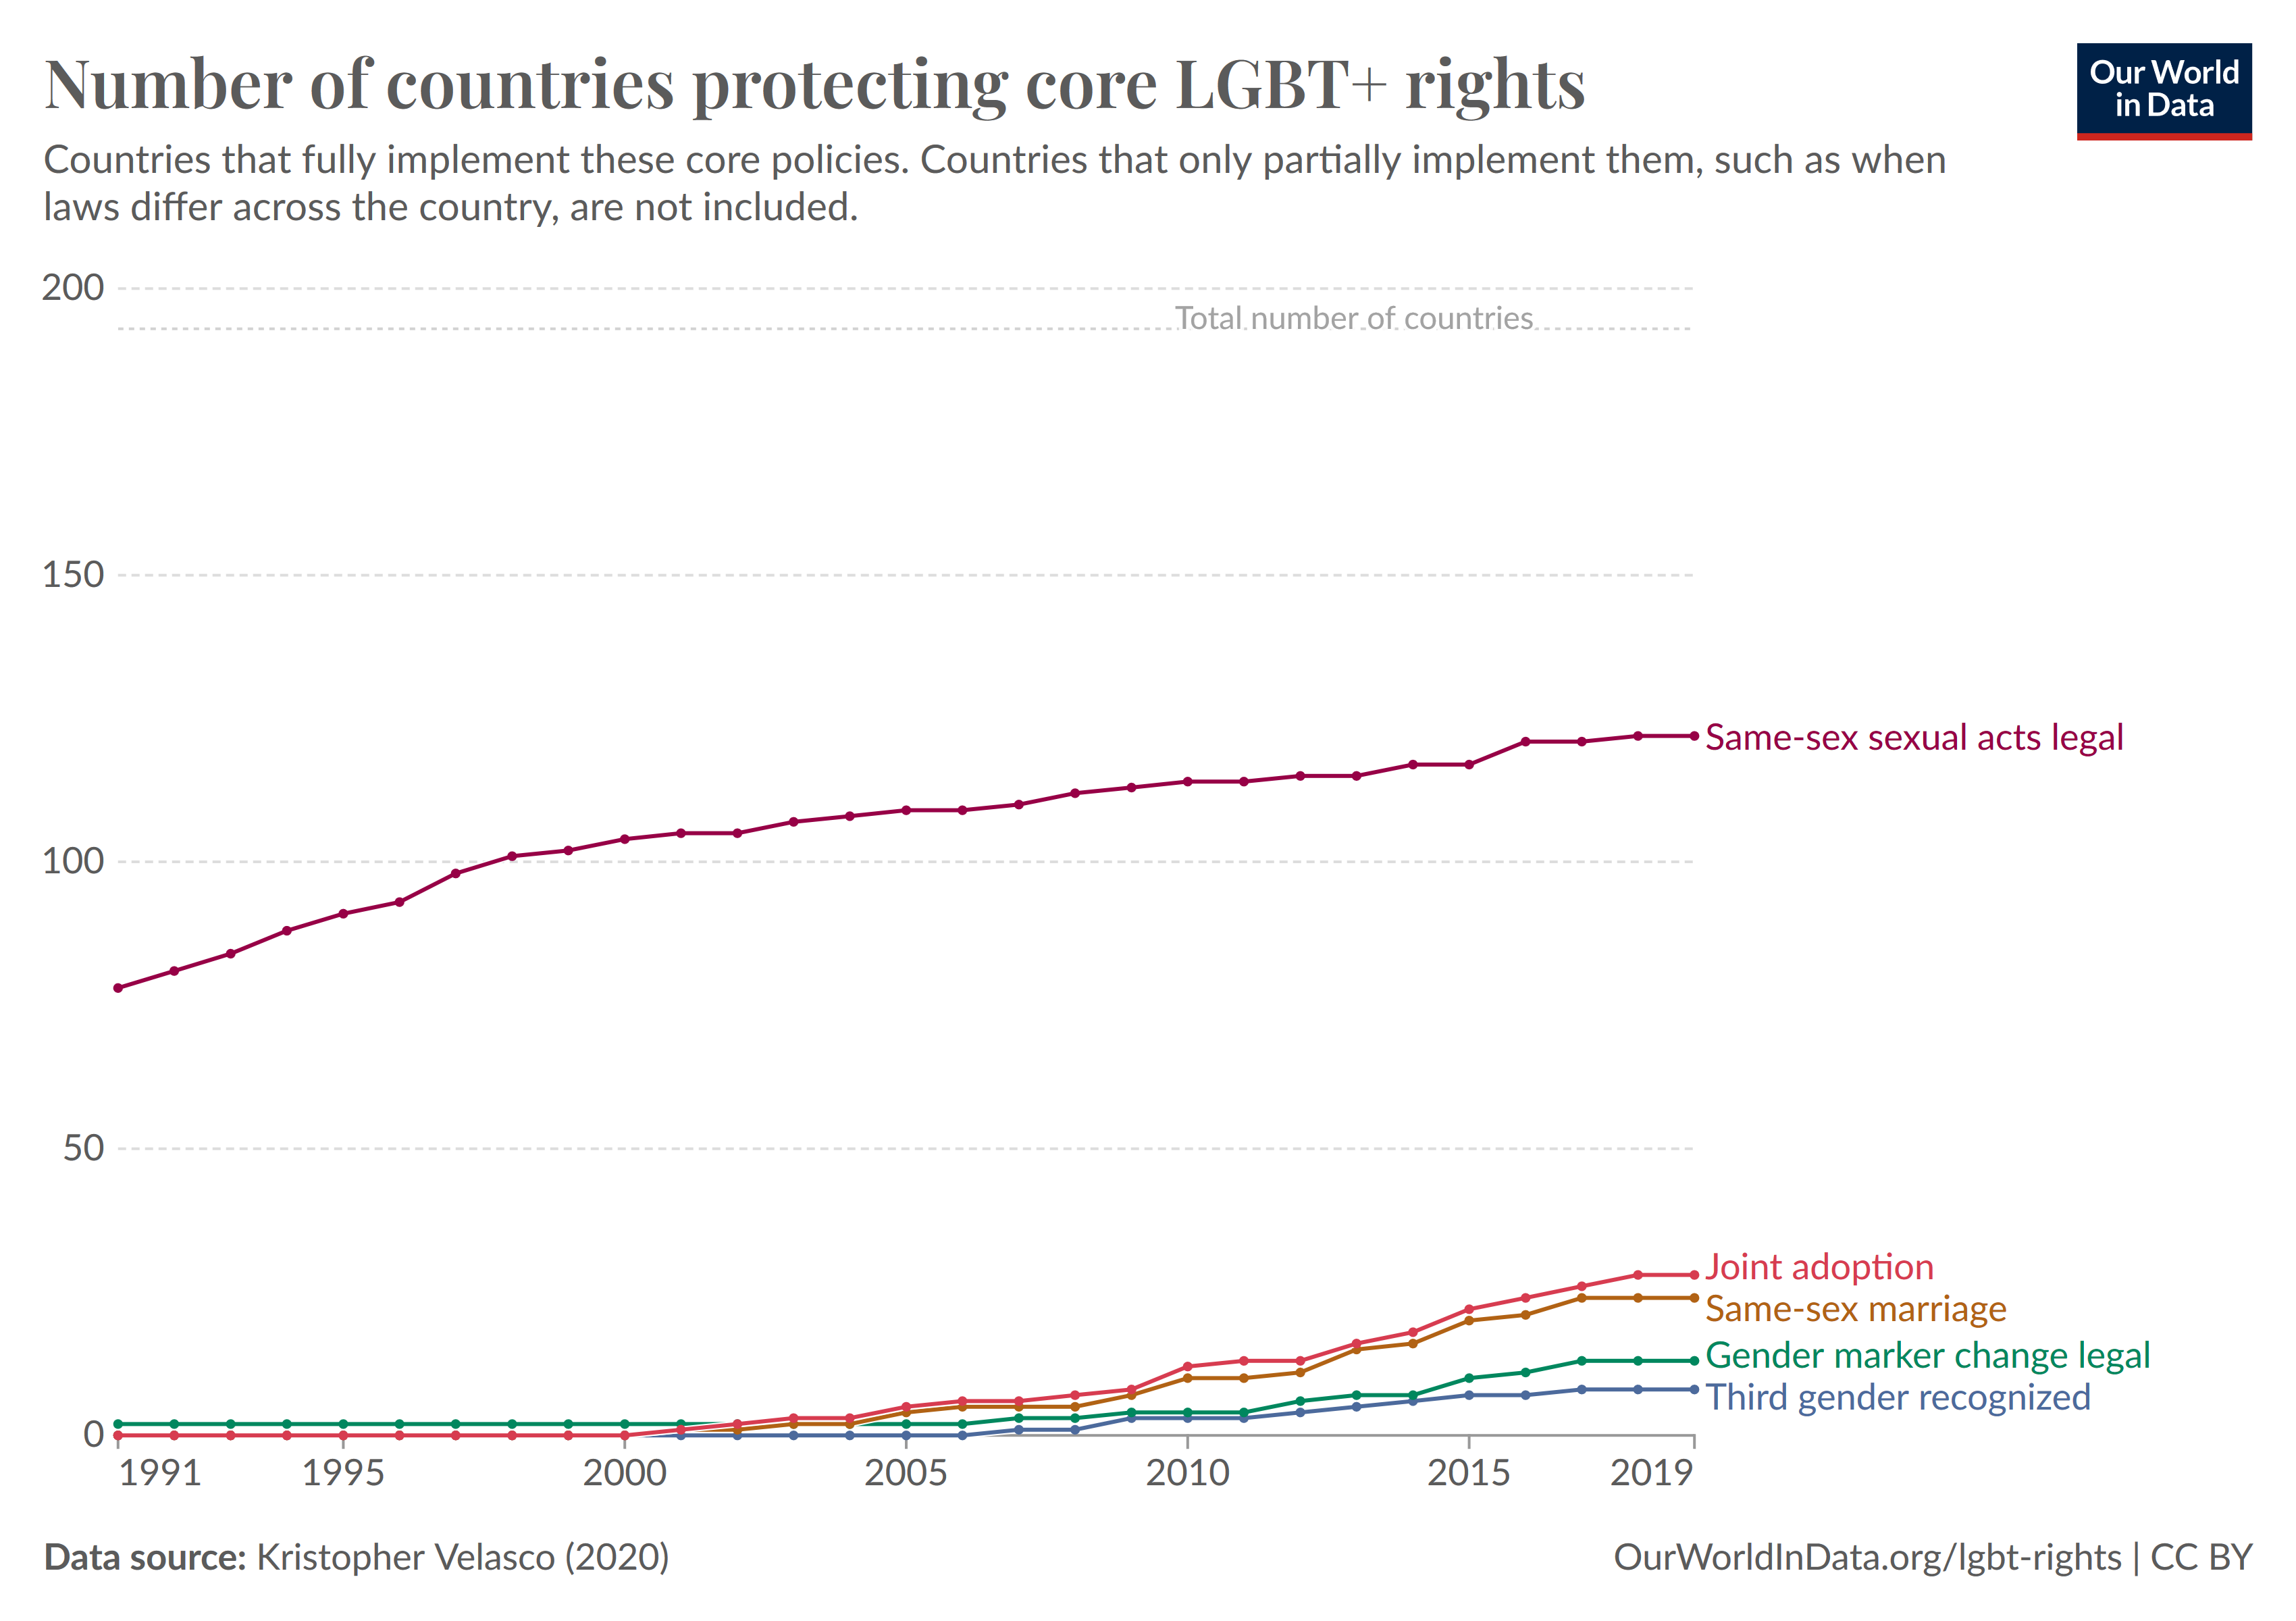 Number of countries protecting core LGBT+ rights
Our World
in Data
Countries that fully implement these core policies. Countries that only partially implement them, such as when
laws differ across the country, are not included.
200
Total number of countries
150
Same-sex sexual acts legal
100
50
Joint adoption
Same-sex marriage
Gender marker change legal
Third gender recognized
0
1991 1995 2000 2005 2010 2015 2019
Data source: Kristopher Velasco (2020)
OurWorldInData.org/lgbt-rights | CC BY